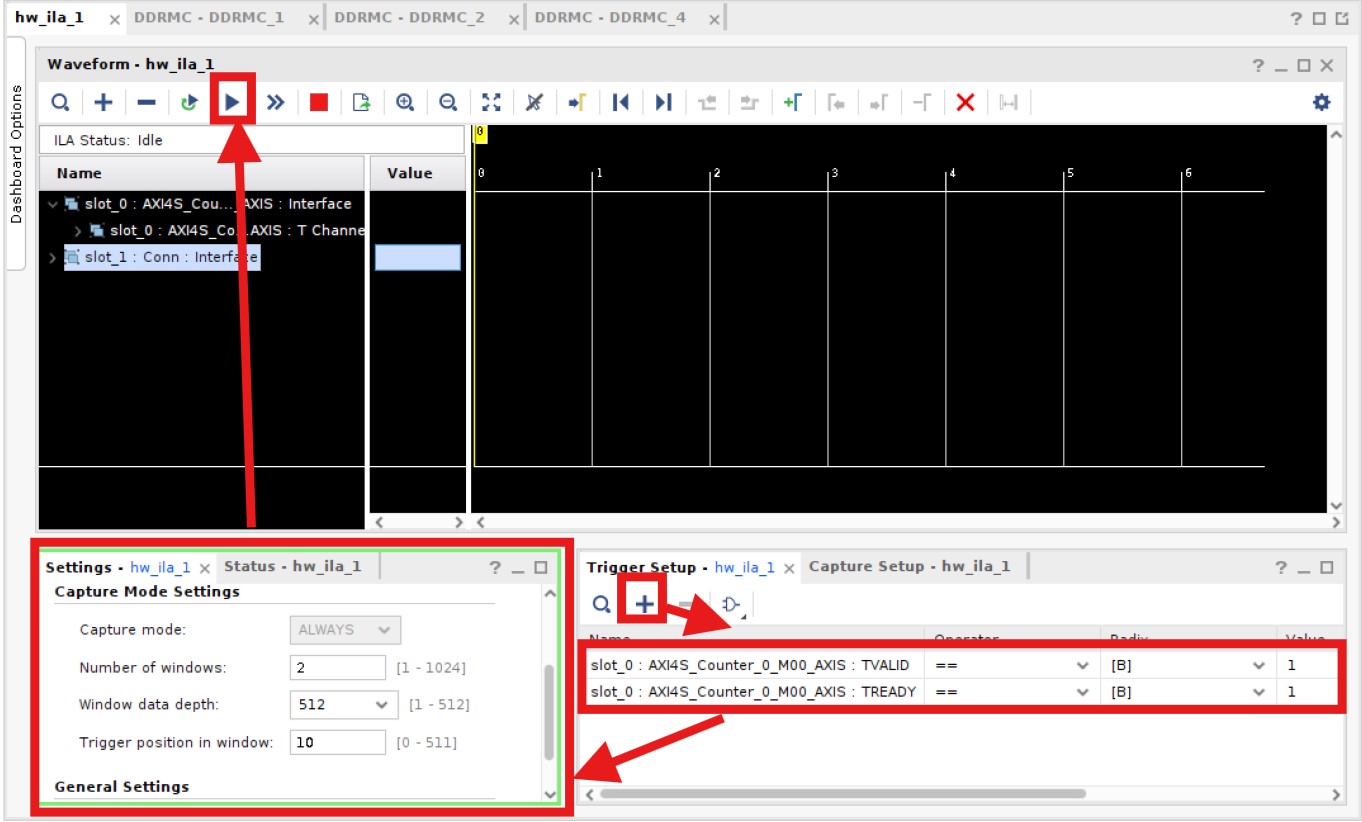 hw_ila_1 × DDRMC - DDRMC_1 × DDRMC - DDRMC_2 × DDRMC - DDRMC_4 ×
Dashboard Options
Waveform - hw_ila_1
ILA Status: Idle
Name Value
slot_0 : AXI4S_Cou..._AXIS : Interface
slot_0 : AXI4S_Co...AXIS : T Channe
slot_1 : Conn : Interface
0
0 1 2 3 4 5 6
Settings - hw_ila_1 × Status - hw_ila_1
Capture Mode Settings
Capture mode: ALWAYS
Number of windows: 2 [1 - 1024]
Window data depth: 512 [1 - 512]
Trigger position in window: 10 [0 - 511]
General Settings
Trigger Setup - hw_ila_1 × Capture Setup - hw_ila_1
Name Operator Radix Value
slot_0 : AXI4S_Counter_0_M00_AXIS : TVALID == [B] 1
slot_0 : AXI4S_Counter_0_M00_AXIS : TREADY == [B] 1